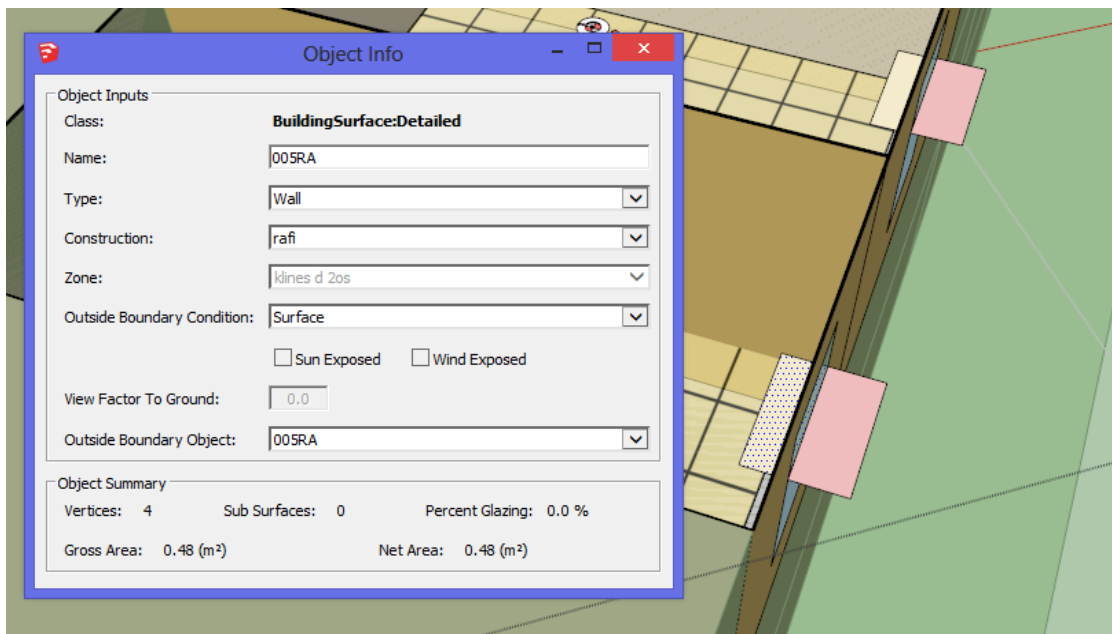 Object Info
Object Inputs
Class: BuildingSurface:Detailed
Name: 005RA
Type: Wall
Construction: rafi
Zone: klines d 2os
Outside Boundary Condition: Surface
Sun Exposed Wind Exposed
View Factor To Ground: 0.0
Outside Boundary Object: 005RA
Object Summary
Vertices: 4 Sub Surfaces: 0 Percent Glazing: 0.0 %
Gross Area: 0.48 (m²) Net Area: 0.48 (m²)